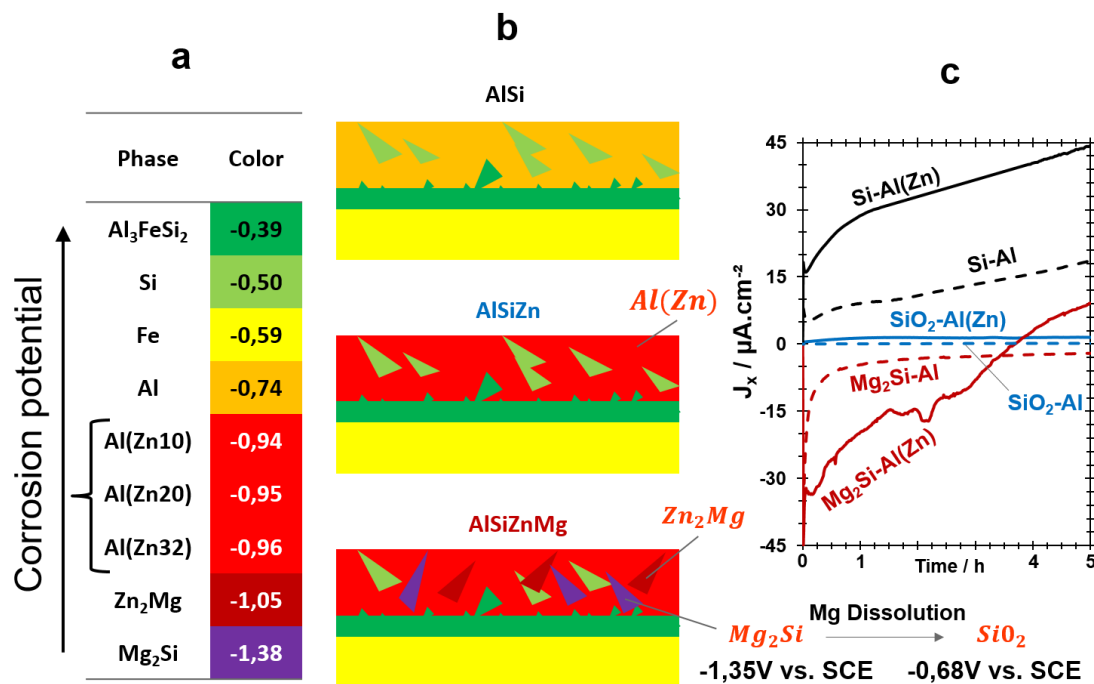 a
Phase Color
Al₃FeSi₂ -0,39
Si -0,50
Fe -0,59
Al -0,74
Al(Zn10) -0,94
Al(Zn20) -0,95
Al(Zn32) -0,96
Zn₂Mg -1,05
Mg₂Si -1,38
Corrosion potential
b
AlSi
AlSiZn
Al(Zn)
AlSiZnMg
Zn₂Mg
Mg₂Si
Mg Dissolution
SiO₂
-1,35V vs. SCE
-0,68V vs. SCE
c
Jₓ / µA.cm⁻²
45
30
15
0
-15
-30
-45
Si-Al(Zn)
Si-Al
SiO₂-Al(Zn)
Mg₂Si-Al
SiO₂-Al
Mg₂Si-Al(Zn)
0 1 2 3 4 5
Time / h